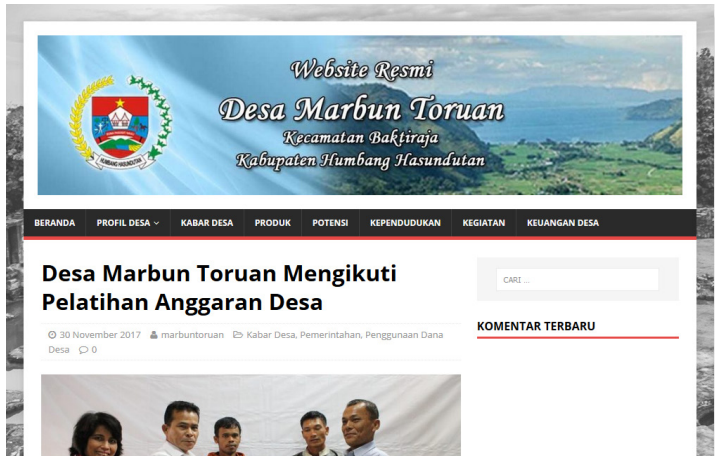 Website Resmi
Desa Marbun Toruan
Kecamatan Baktiraja
Kabupaten Humbang Hasundutan
HUMBANG HASUNDUTAN
BERANDA PROFIL DESA KABAR DESA PRODUK POTENSI KEPENDUDUKAN KEGIATAN KEUANGAN DESA
Desa Marbun Toruan Mengikuti
Pelatihan Anggaran Desa
30 November 2017 marbuntoruan Kabar Desa, Pemerintahan, Penggunaan Dana
Desa 0
CARI ...
KOMENTAR TERBARU